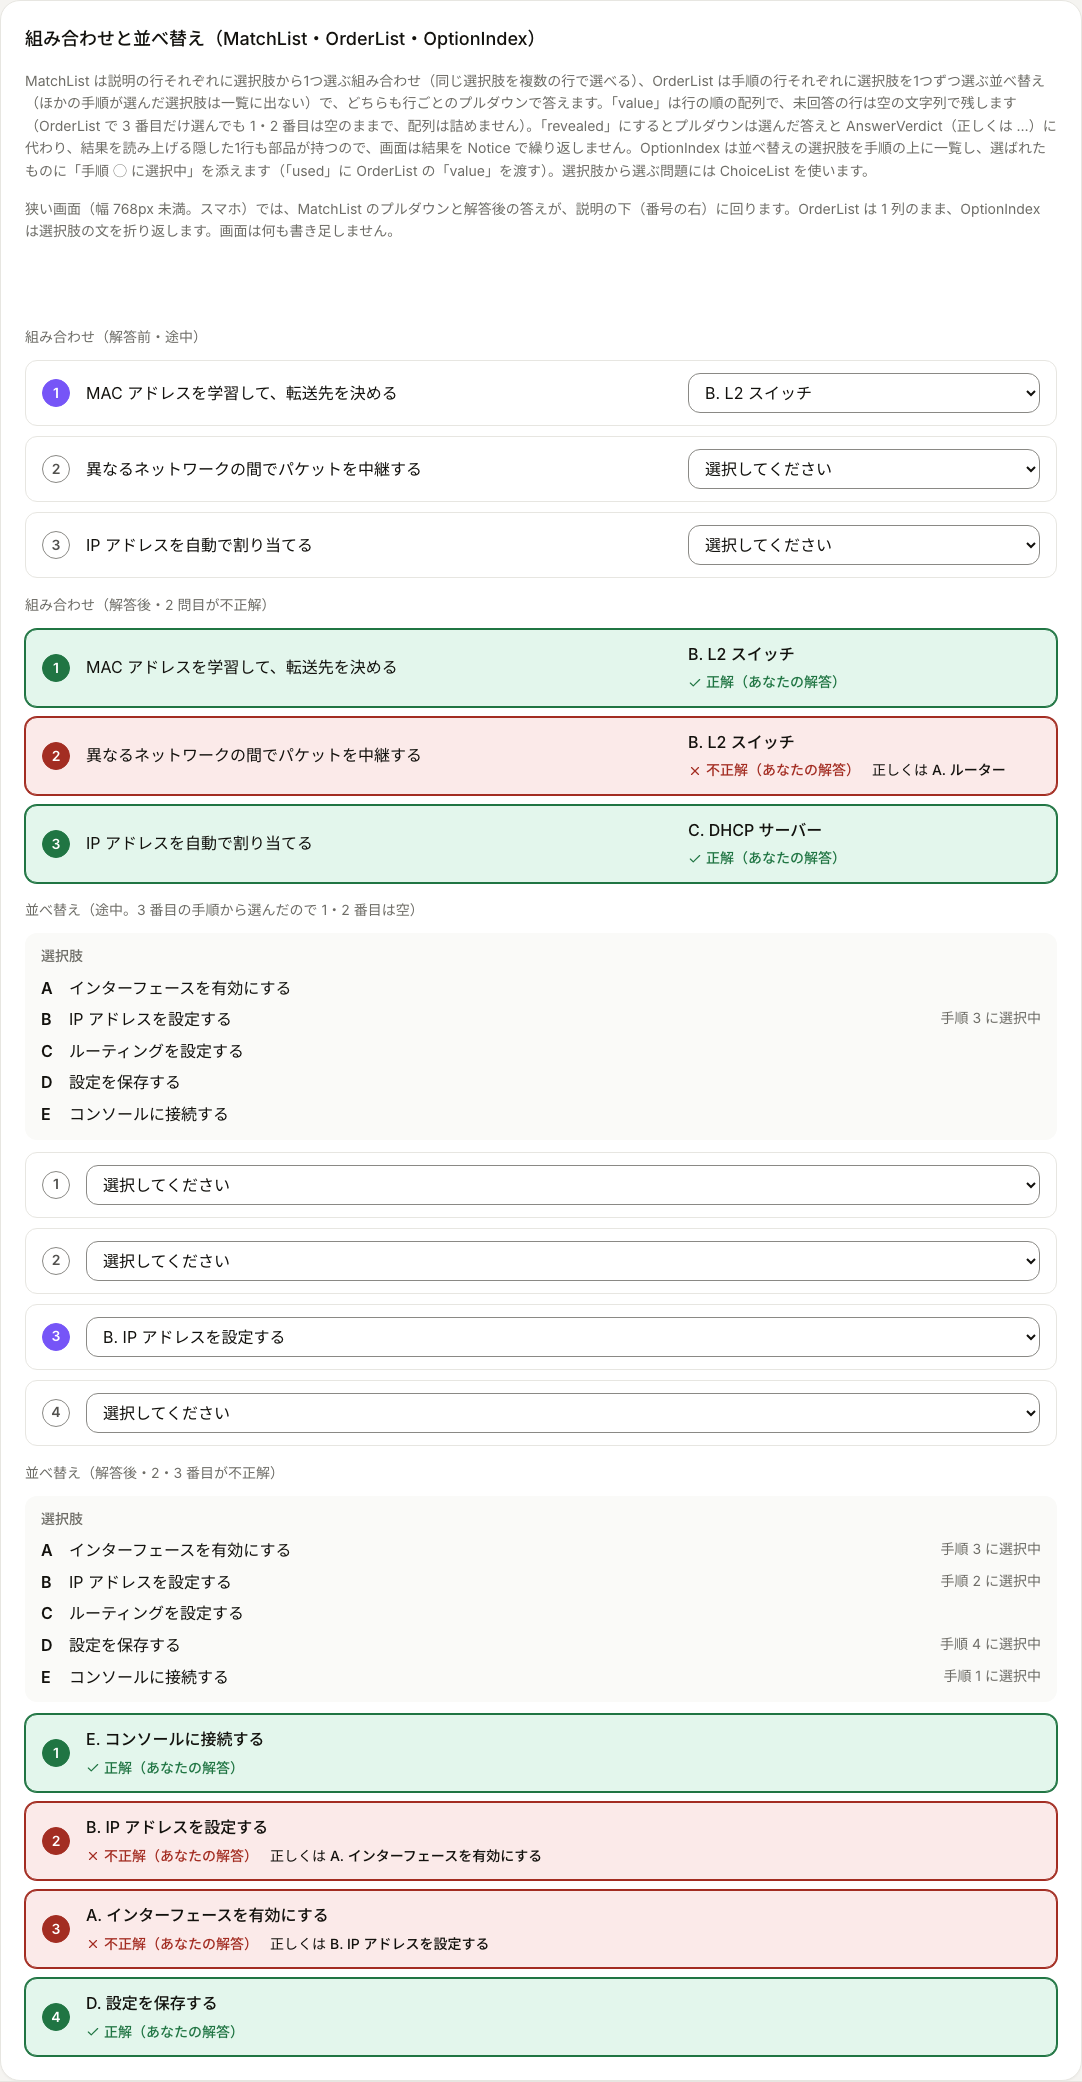 組み合わせと並べ替え（MatchList・OrderList・OptionIndex）
MatchList は説明の行それぞれに選択肢から1つ選ぶ組み合わせ（同じ選択肢を複数の行で選べる）、OrderList は手順の行それぞれに選択肢を1つずつ選ぶ並べ替え
（ほかの手順が選んだ選択肢は一覧に出ない）で、どちらも行ごとのプルダウンで答えます。「value」は行の順の配列で、未回答の行は空の文字列で残します
（OrderList で 3 番目だけ選んでも 1・2 番目は空のままで、配列は詰めません）。「revealed」にするとプルダウンは選んだ答えと AnswerVerdict（正しくは …）に
代わり、結果を読み上げる隠した1行も部品が持つので、画面は結果を Notice で繰り返しません。OptionIndex は並べ替えの選択肢を手順の上に一覧し、選ばれた
ものに「手順 ◯ に選択中」を添えます（「used」に OrderList の「value」を渡す）。選択肢から選ぶ問題には ChoiceList を使います。
狭い画面（幅 768px 未満。スマホ）では、MatchList のプルダウンと解答後の答えが、説明の下（番号の右）に回ります。OrderList は 1 列のまま、OptionIndex
は選択肢の文を折り返します。画面は何も書き足しません。
組み合わせ（解答前・途中）
1 MAC アドレスを学習して、転送先を決める B. L2 スイッチ
2 異なるネットワークの間でパケットを中継する 選択してください
3 IP アドレスを自動で割り当てる 選択してください
組み合わせ（解答後・2 問目が不正解）
1 MAC アドレスを学習して、転送先を決める B. L2 スイッチ
✓ 正解（あなたの解答）
2 異なるネットワークの間でパケットを中継する B. L2 スイッチ
× 不正解（あなたの解答） 正しくは A. ルーター
3 IP アドレスを自動で割り当てる C. DHCP サーバー
✓ 正解（あなたの解答）
並べ替え（途中。3 番目の手順から選んだので 1・2 番目は空）
選択肢
A インターフェースを有効にする
B IP アドレスを設定する 手順 3 に選択中
C ルーティングを設定する
D 設定を保存する
E コンソールに接続する
1 選択してください
2 選択してください
3 B. IP アドレスを設定する
4 選択してください
並べ替え（解答後・2・3 番目が不正解）
選択肢
A インターフェースを有効にする 手順 3 に選択中
B IP アドレスを設定する 手順 2 に選択中
C ルーティングを設定する
D 設定を保存する 手順 4 に選択中
E コンソールに接続する 手順 1 に選択中
1 E. コンソールに接続する
✓ 正解（あなたの解答）
2 B. IP アドレスを設定する
× 不正解（あなたの解答） 正しくは A. インターフェースを有効にする
3 A. インターフェースを有効にする
× 不正解（あなたの解答） 正しくは B. IP アドレスを設定する
4 D. 設定を保存する
✓ 正解（あなたの解答）